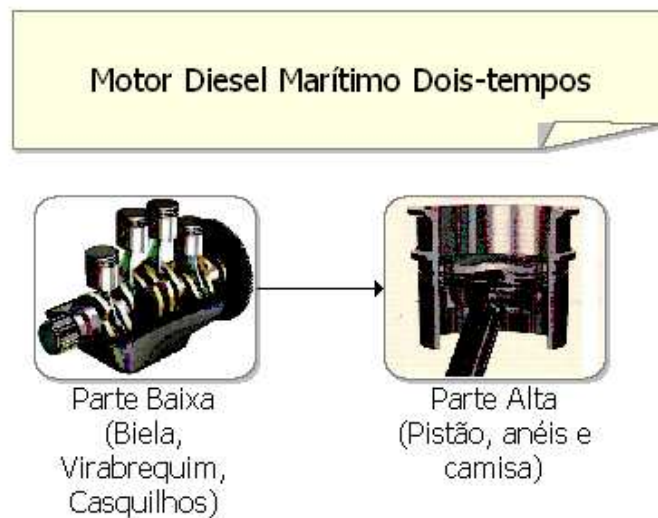 Motor Diesel Marítimo Dois-tempos
Parte Baixa
(Biela,
Virabrequim,
Casquilhos)
Parte Alta
(Pistão, anéis e
camisa)